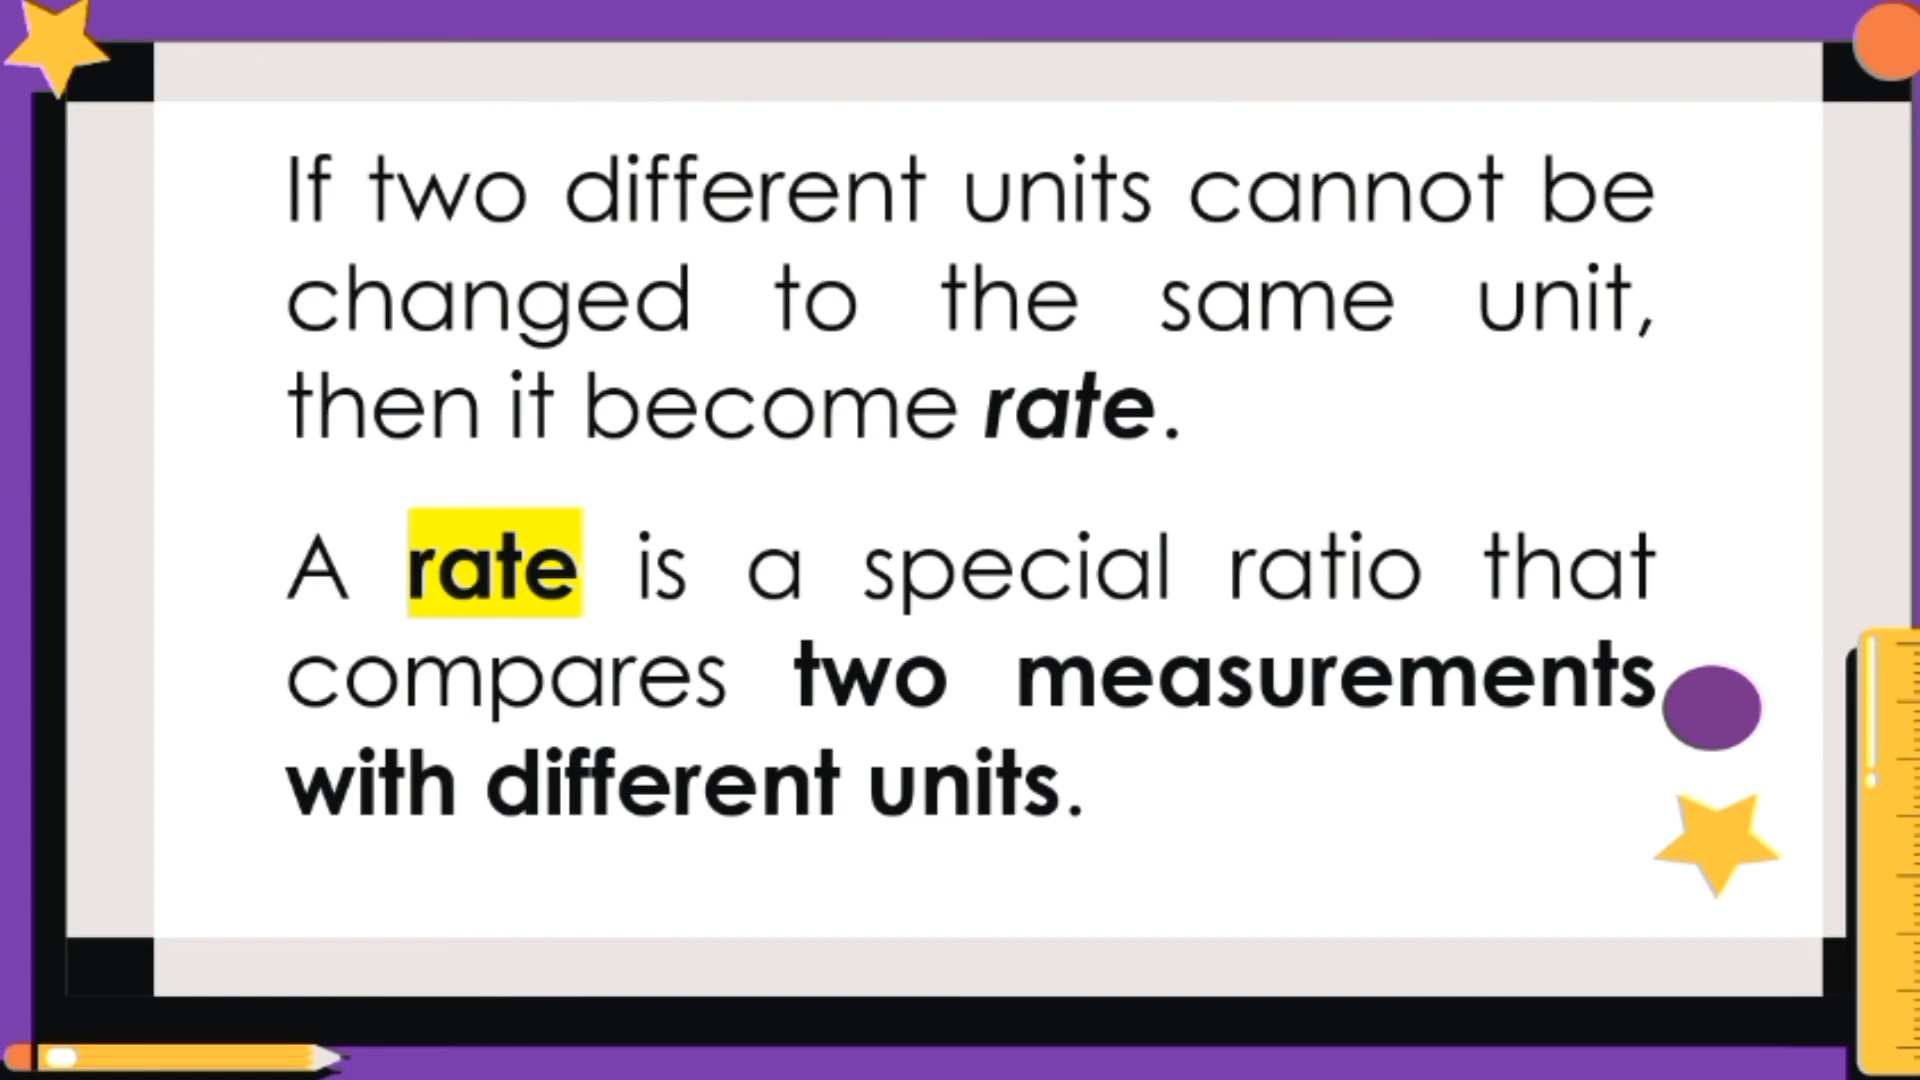 If two different units cannot be
changed to the same unit,
then it become rate.
A rate is a special ratio that
compares two measurements
with different units.